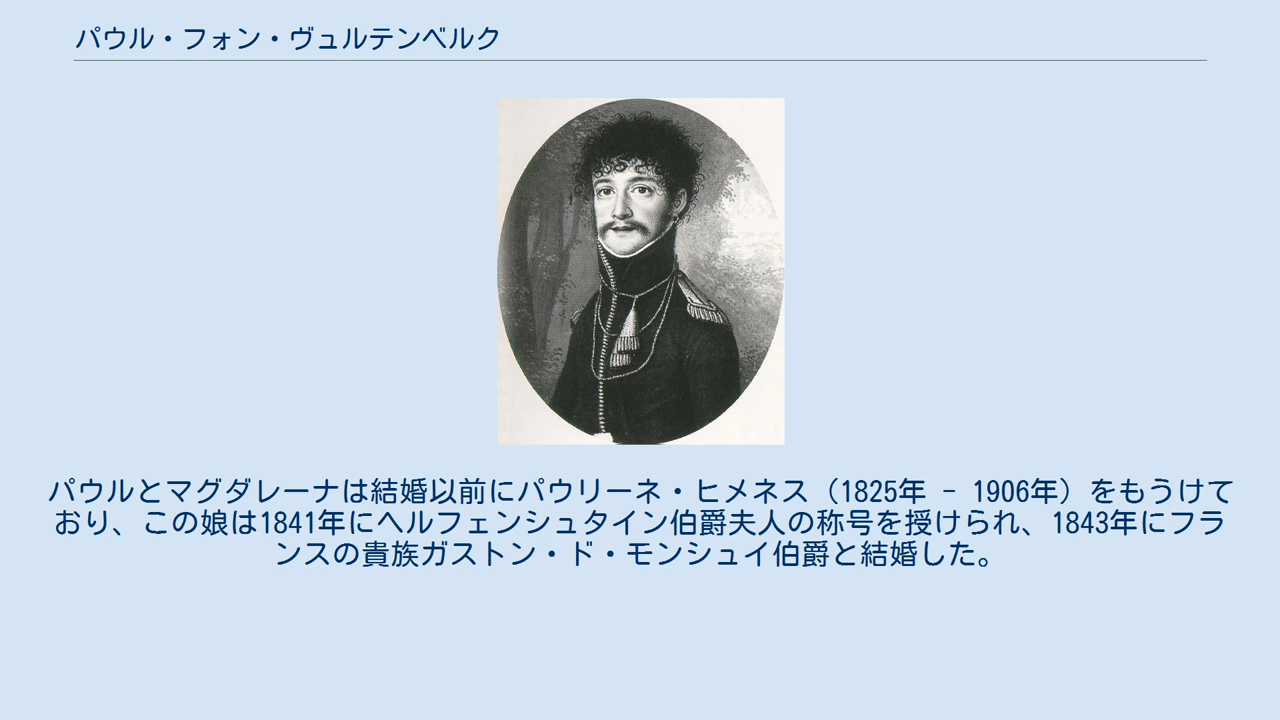 パウル・フォン・ヴュルテンベルク
パウルとマグダレーナは結婚以前にパウリーネ・ヒメネス（1825年 - 1906年）をもうけて
おり、この娘は1841年にヘルフェンシュタイン伯爵夫人の称号を授けられ、1843年にフラ
ンスの貴族ガストン・ド・モンシュイ伯爵と結婚した。